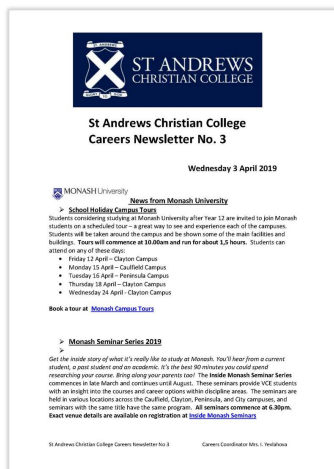 ST ANDREWS
CHRISTIAN COLLEGE
St Andrews Christian College
Careers Newsletter No. 3
Wednesday 3 April 2019
MONASH University
News from Monash University
➢ School Holiday Campus Tours
Students considering studying at Monash University after Year 12 are invited to join Monash
students on a scheduled tour – a great way to see and experience each of the campuses.
Students will be taken around the campus and be shown some of the main facilities and
buildings. Tours will commence at 10.00am and run for about 1,5 hours. Students can
attend on any of these days:
• Friday 12 April – Clayton Campus
• Monday 15 April – Caulfield Campus
• Tuesday 16 April – Peninsula Campus
• Thursday 18 April – Clayton Campus
• Wednesday 24 April - Clayton Campus
Book a tour at Monash Campus Tours
➢ Monash Seminar Series 2019
➢
Get the inside story of what it's really like to study at Monash. You'll hear from a current
student, a past student and an academic. It's the best 90 minutes you could spend
researching your course. Bring along your parents too! The Inside Monash Seminar Series
commences in late March and continues until August. These seminars provide VCE students
with an insight into the courses and career options within discipline areas. The seminars are
held in various locations across the Caulfield, Clayton, Peninsula, and City campuses, and
seminars with the same title have the same program. All seminars commence at 6.30pm.
Exact venue details are available on registration at Inside Monash Seminars
St Andrews Christian College Careers Newsletter No 3 Careers Coordinator Mrs. I. Yevlahova